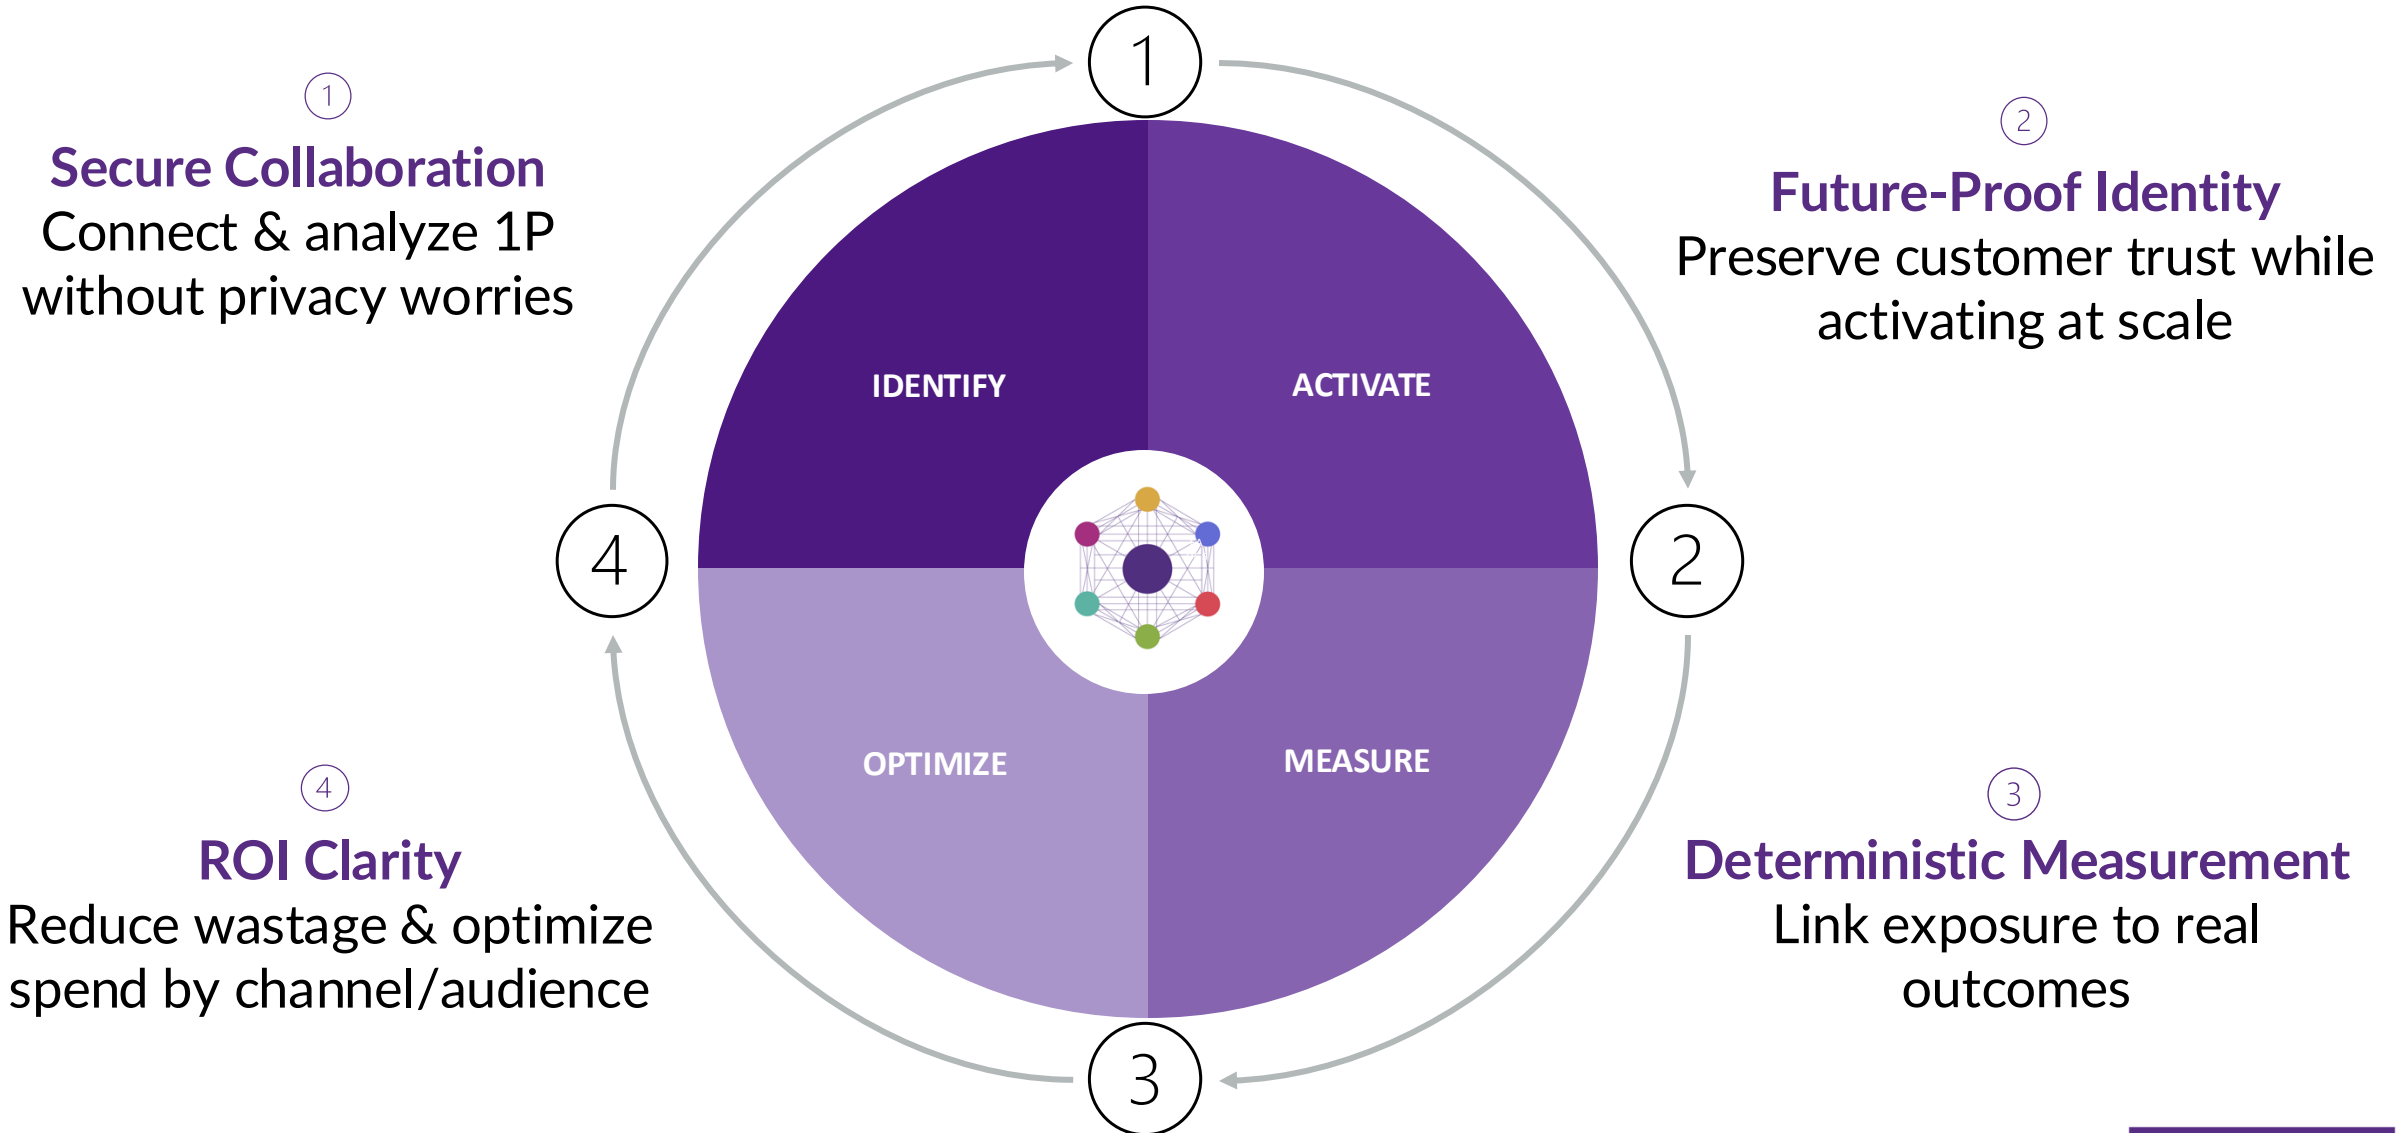 1
Secure Collaboration
Connect & analyze 1P
without privacy worries
2
Future-Proof Identity
Preserve customer trust while
activating at scale
1
IDENTIFY
ACTIVATE
4
2
OPTIMIZE
MEASURE
3
4
ROI Clarity
Reduce wastage & optimize
spend by channel/audience
3
Deterministic Measurement
Link exposure to real
outcomes